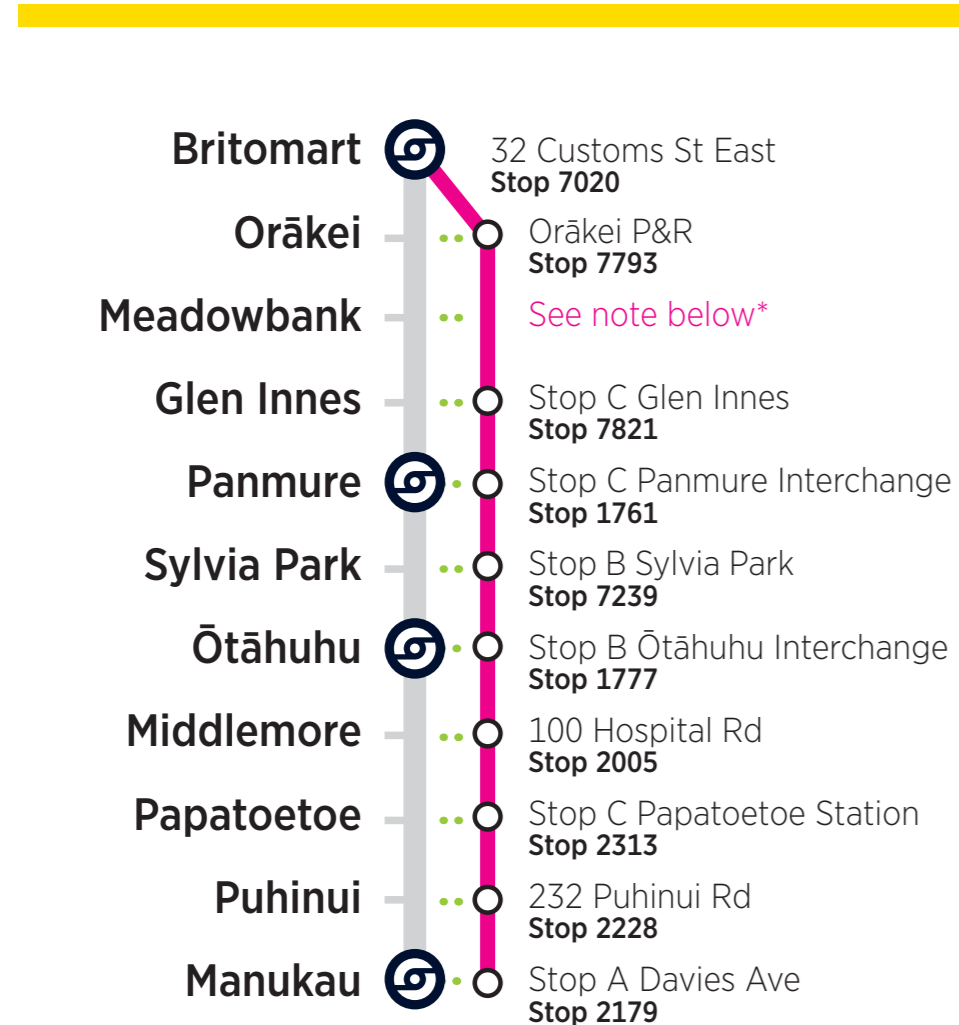 Britomart
32 Customs St East
Stop 7020
Orākei
Orākei P&R
Stop 7793
Meadowbank
See note below*
Glen Innes
Stop C Glen Innes
Stop 7821
Panmure
Stop C Panmure Interchange
Stop 1761
Sylvia Park
Stop B Sylvia Park
Stop 7239
Ōtāhuhu
Stop B Ōtāhuhu Interchange
Stop 1777
Middlemore
100 Hospital Rd
Stop 2005
Papatoetoe
Stop C Papatoetoe Station
Stop 2313
Puhinui
232 Puhinui Rd
Stop 2228
Manukau
Stop A Davies Ave
Stop 2179